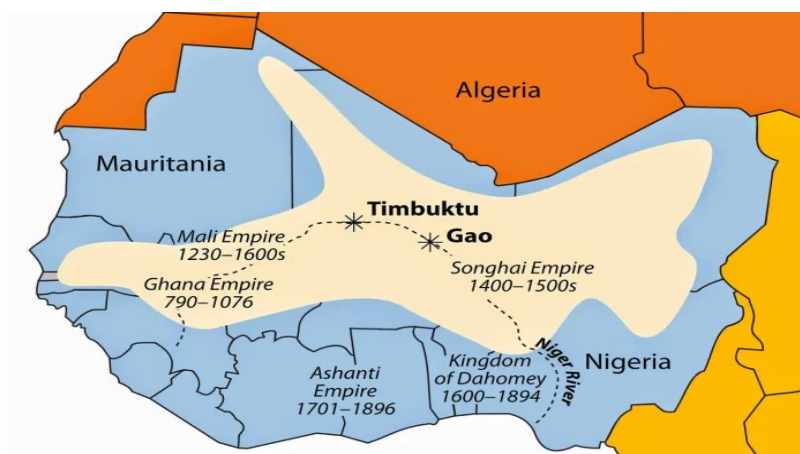 Algeria
Mauritania
Timbuktu
Gao
Mali Empire
1230–1600s
Ghana Empire
790–1076
Songhai Empire
1400–1500s
Niger River
Nigeria
Ashanti
Empire
1701–1896
Kingdom
of Dahomey
1600–1894